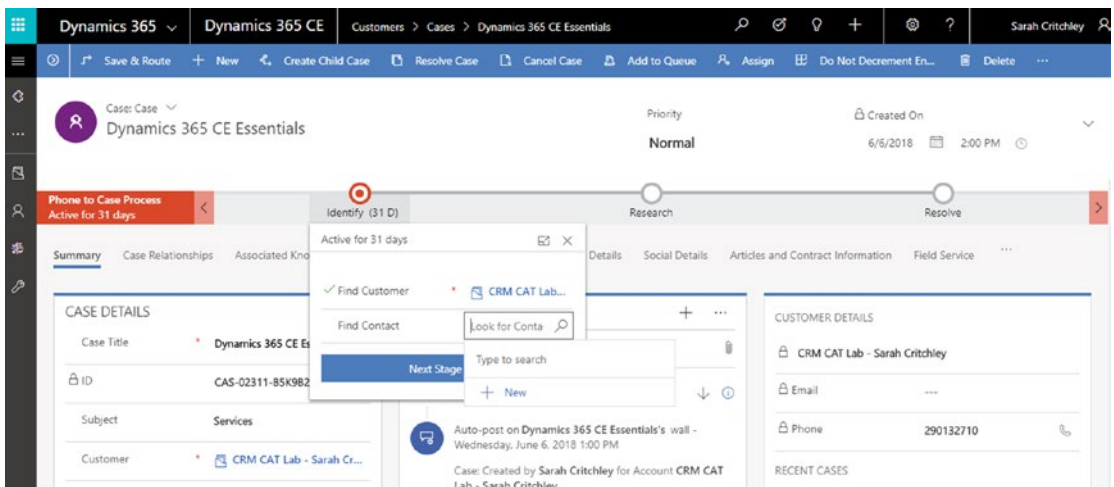 Dynamics 365 Dynamics 365 CE Customers > Cases > Dynamics 365 CE Essentials + ? Sarah Critchley
Save & Route + New Create Child Case Resolve Case Cancel Case Add to Queue Assign Do Not Decrement En... Delete ...
Case: Case
Dynamics 365 CE Essentials
Priority
Normal
Created On
6/6/2018 2:00 PM
Phone to Case Process
Active for 31 days
Identify (31 D) Research Resolve
Summary Case Relationships Associated Kno Details Social Details Articles and Contract Information Field Service ...
Active for 31 days
Find Customer * CRM CAT Lab...
Find Contact Look for Conta
Type to search
Next Stage
+ New
CASE DETAILS
Case Title * Dynamics 365 CE Es
ID CAS-02311-B5K9B2
Subject Services
Customer * CRM CAT Lab - Sarah Cr...
+ ...
Auto-post on Dynamics 365 CE Essentials's wall -
Wednesday, June 6, 2018 1:00 PM
Case: Created by Sarah Critchley for Account CRM CAT
Lab - Sarah Critchley
CUSTOMER DETAILS
CRM CAT Lab - Sarah Critchley
Email ---
Phone 290132710
RECENT CASES